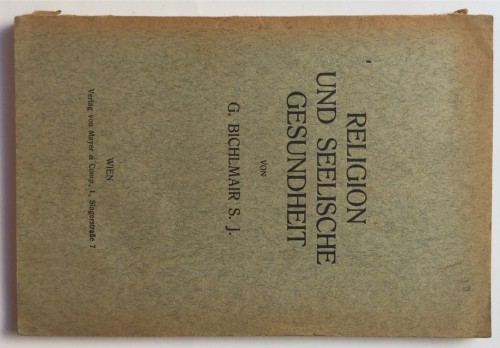 RELIGION
UND SEELISCHE
GESUNDHEIT
VON
G. BICHLMAIR S. J.
WIEN
Verlag von Mayer & Comp., I., Singerstraße 7